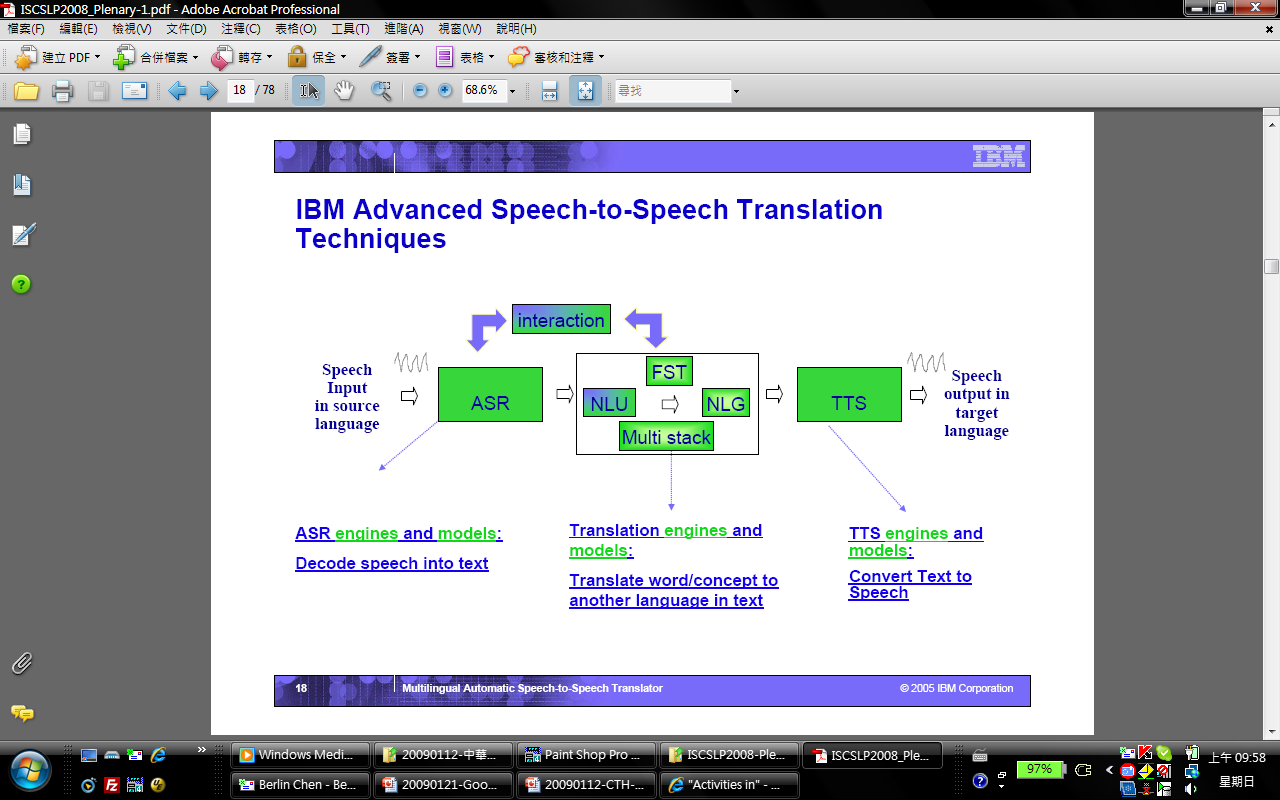 ISCSLP2008_Plenary-1.pdf - Adobe Acrobat Professional
檔案(F) 編輯(E) 檢視(V) 文件(D) 注釋(C) 表格(O) 工具(T) 進階(A) 視窗(W) 說明(H)
建立 PDF 合併檔案 轉存 保全 簽署 表格 審核和注釋
18 / 78 68.6% 尋找
IBM
IBM Advanced Speech-to-Speech Translation
Techniques
interaction
Speech
Input
in source
language
ASR
FST
NLU
NLG
Multi stack
TTS
Speech
output in
target
language
ASR engines and models:
Decode speech into text
Translation engines and
models:
Translate word/concept to
another language in text
TTS engines and
models:
Convert Text to
Speech
18 Multilingual Automatic Speech-to-Speech Translator © 2005 IBM Corporation
Windows Medi... 20090112-中華... Paint Shop Pro ISCSLP2008-Ple... ISCSLP2008_Ple...
Berlin Chen - Be... 20090121-Goo... 20090112-CTH-... "Activities in" - ...
97%
上午 09:58
星期日